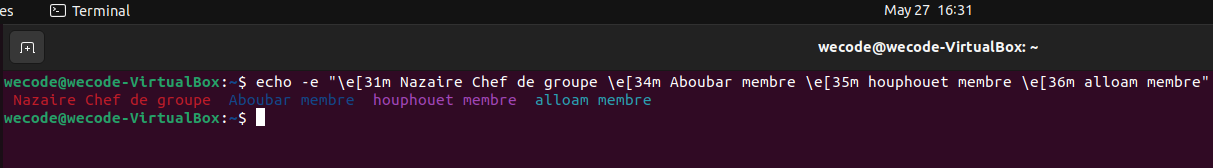 es Terminal May 27 16:31
wecode@wecode-VirtualBox: ~
wecode@wecode-VirtualBox:~$ echo -e "\e[31m Nazaire Chef de groupe \e[34m Aboubar membre \e[35m houphouet membre \e[36m alloam membre"
Nazaire Chef de groupe Aboubar membre houphouet membre alloam membre
wecode@wecode-VirtualBox:~$